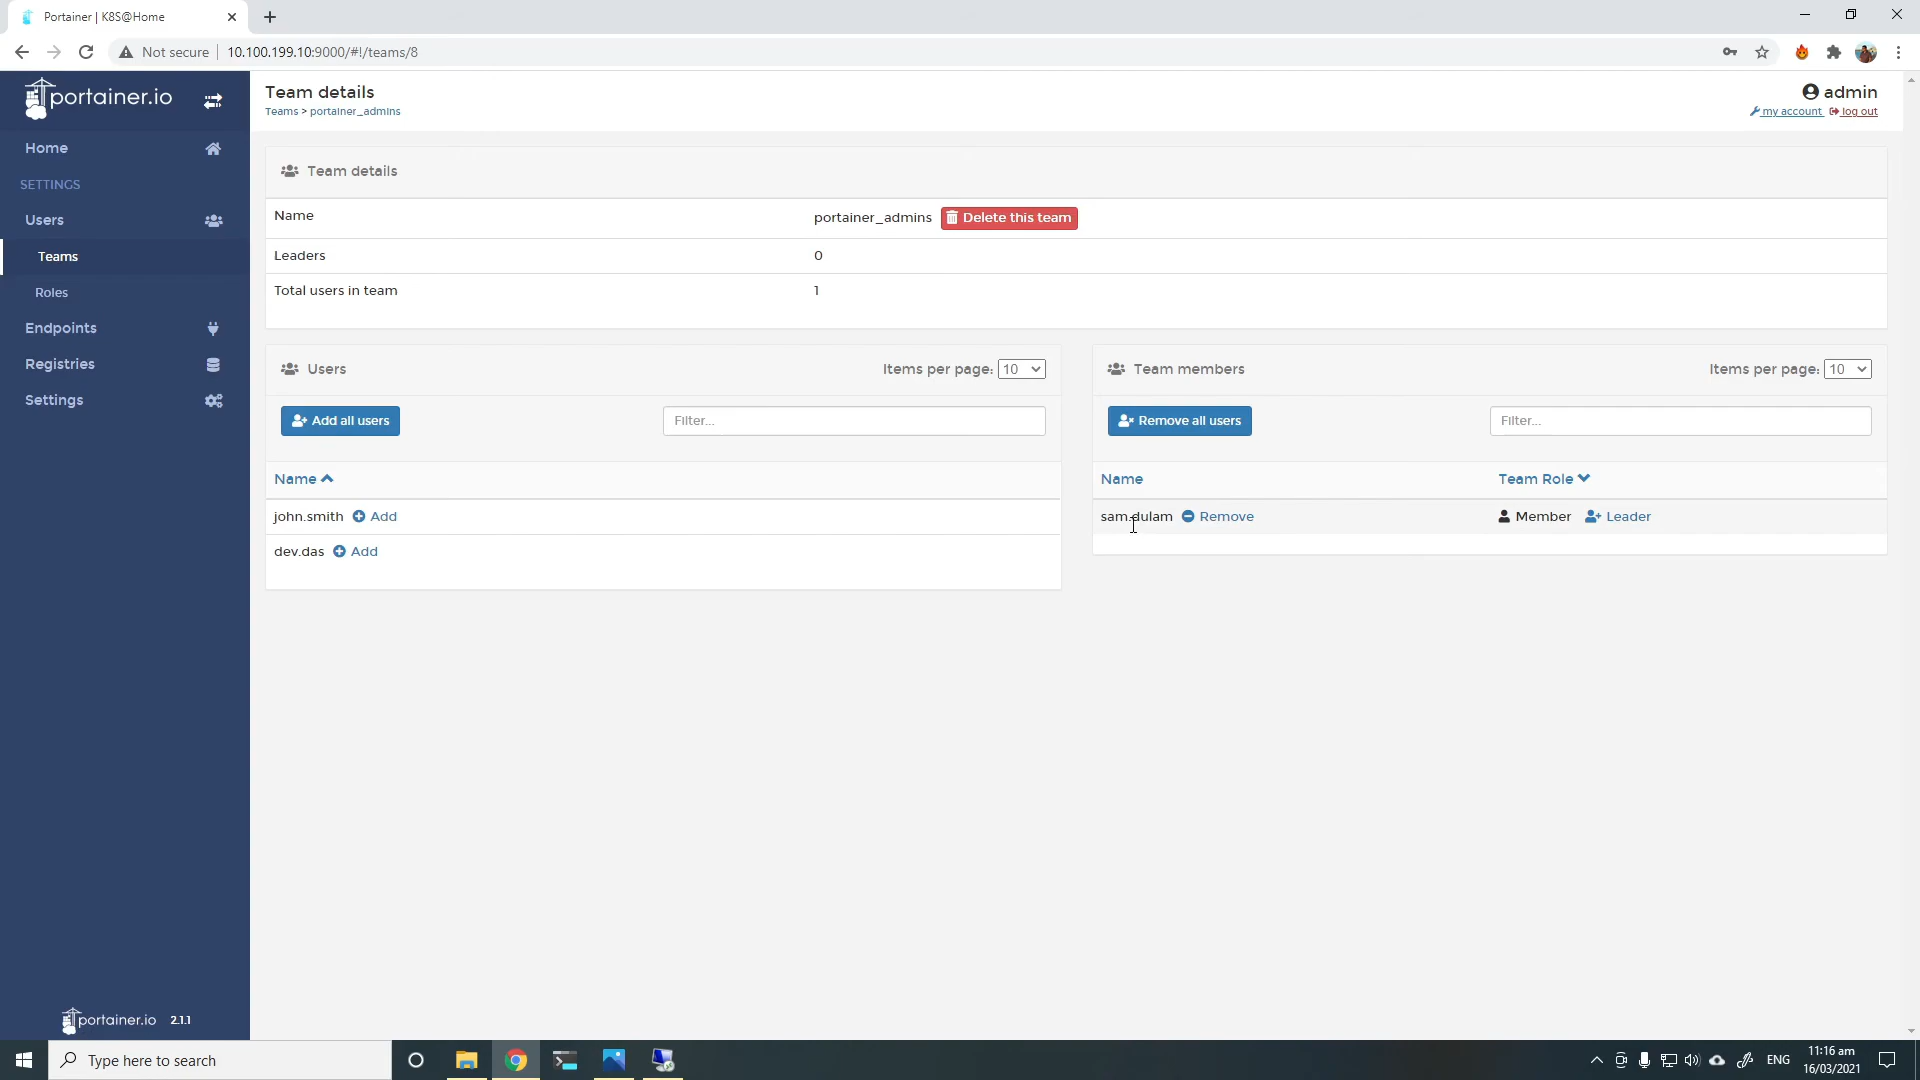 Portainer | K8S@Home
Not secure
10.100.199.10:9000/#!/teams/8
portainer.io
Home
SETTINGS
Users
Teams
Roles
Endpoints
Registries
Settings
portainer.io 2.1.1
Team details
Teams > portainer_admins
admin
my account log out
Team details
Name portainer_admins Delete this team
Leaders 0
Total users in team 1
Users
Items per page: 10
Add all users
Filter...
Name
john.smith Add
dev.das Add
Team members
Items per page: 10
Remove all users
Filter...
Name Team Role
sam.dulam Remove Member Leader
Type here to search
ENG
11:16 am
16/03/2021